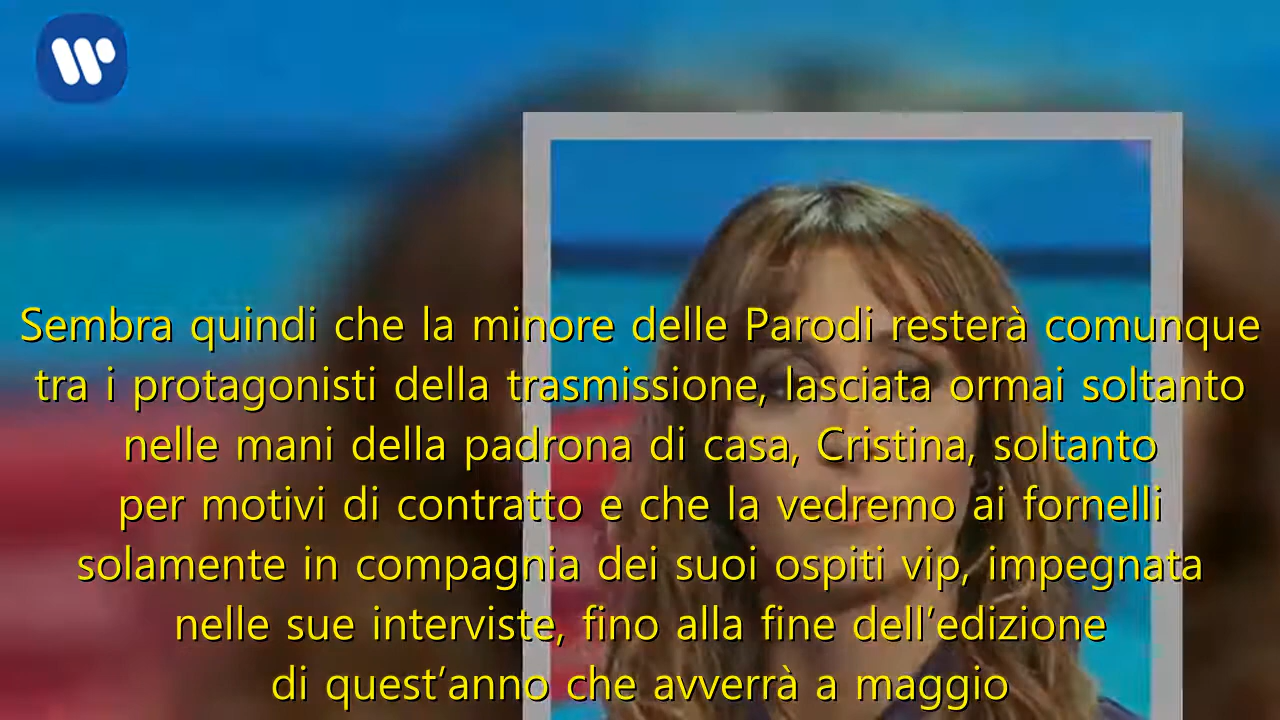 Sembra quindi che la minore delle Parodi resterà comunque
tra i protagonisti della trasmissione, lasciata ormai soltanto
nelle mani della padrona di casa, Cristina, soltanto
per motivi di contratto e che la vedremo ai fornelli
solamente in compagnia dei suoi ospiti vip, impegnata
nelle sue interviste, fino alla fine dell’edizione
di quest’anno che avverrà a maggio